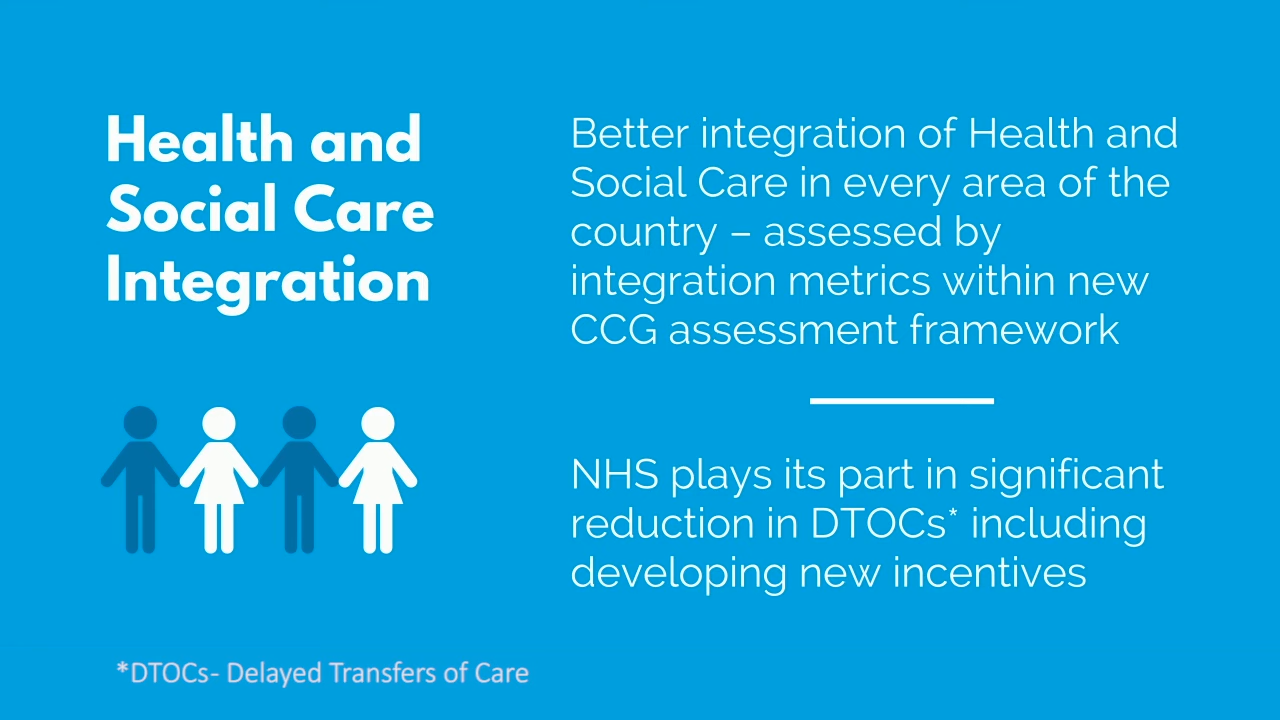 Health and
Social Care
Integration
Better integration of Health and
Social Care in every area of the
country – assessed by
integration metrics within new
CCG assessment framework
NHS plays its part in significant
reduction in DTOCs* including
developing new incentives
*DTOCs- Delayed Transfers of Care